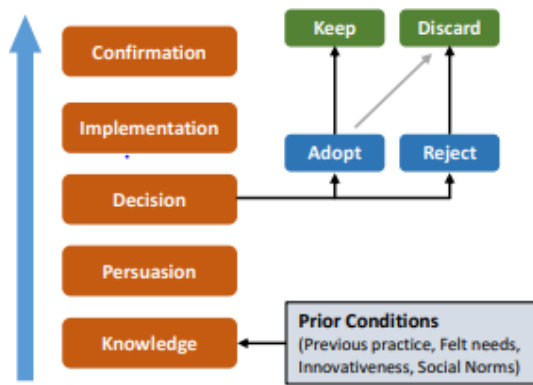 Keep
Discard
Confirmation
Implementation
Adopt
Reject
Decision
Persuasion
Knowledge
Prior Conditions
(Previous practice, Felt needs,
Innovativeness, Social Norms)